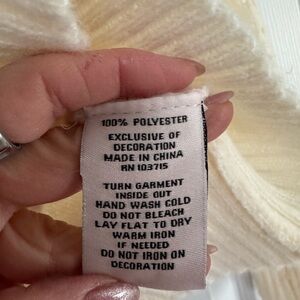 100% POLYESTER
EXCLUSIVE OF
DECORATION
MADE IN CHINA
RN 103715
TURN GARMENT
INSIDE OUT
HAND WASH COLD
DO NOT BLEACH
LAY FLAT TO DRY
WARM IRON
IF NEEDED
DO NOT IRON ON
DECORATION